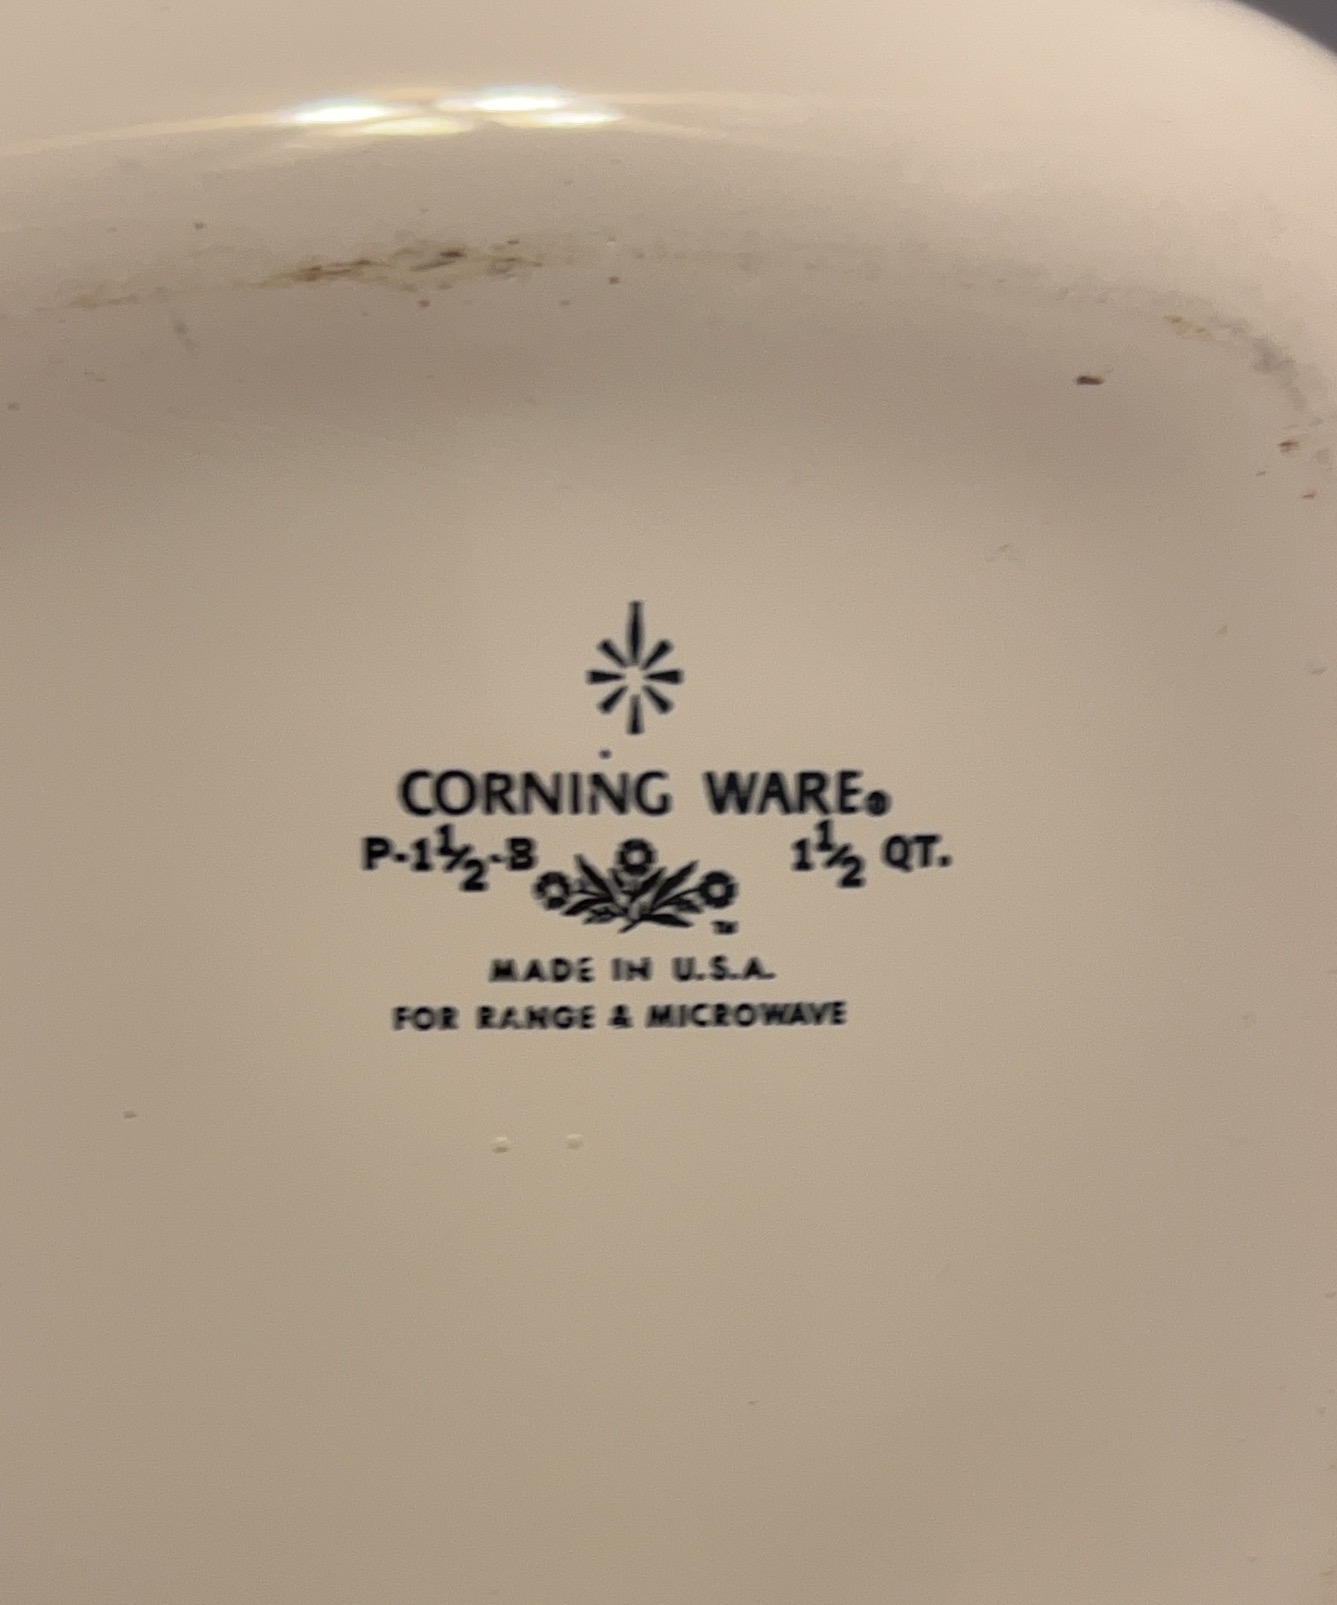 CORNING WARE®
P-1½-B 1½ QT.
TM
MADE IN U.S.A.
FOR RANGE & MICROWAVE